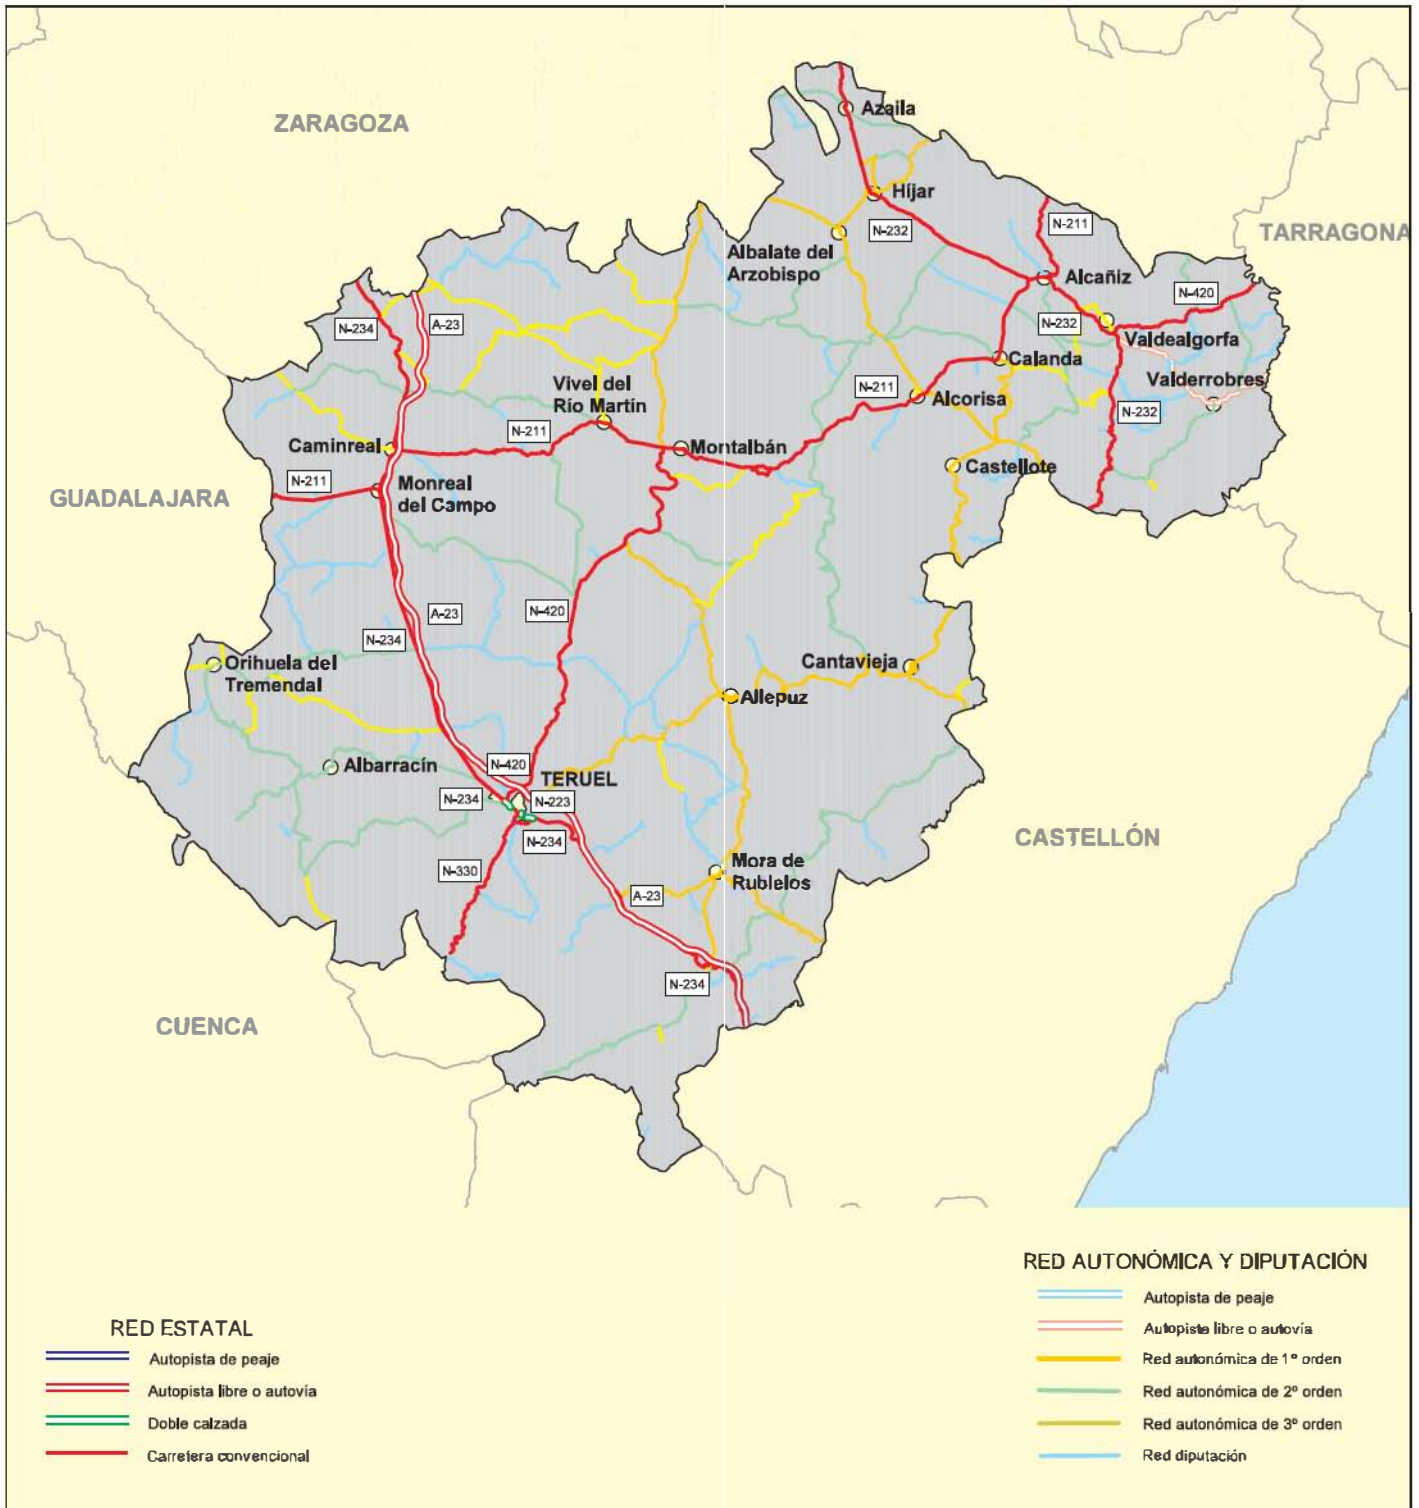 ZARAGOZA
Azaila
Híjar
N-211
TARRAGONA
N-232
Albalate del
Arzobispo
Alcañiz
N-420
N-234
A-23
N-232
Valdealgorfa
Calanda
Valderrobres
Vivel del
Río Martín
N-211
Alcorisa
N-232
N-211
Caminreal
Montalbán
Castellote
N-211
Monreal
del Campo
GUADALAJARA
N-420
A-23
N-234
Orihuela del
Tremendal
Cantavieja
Allepuz
Albarracín
N-420
TERUEL
N-234
N-223
N-234
CASTELLÓN
N-330
Mora de
Rublelos
A-23
N-234
CUENCA
RED ESTATAL
Autopista de peaje
Autopista libre o autovía
Doble calzada
Carretera convencional
RED AUTONÓMICA Y DIPUTACIÓN
Autopista de peaje
Autopista libre o autovía
Red autonómica de 1º orden
Red autonómica de 2º orden
Red autonómica de 3º orden
Red diputación